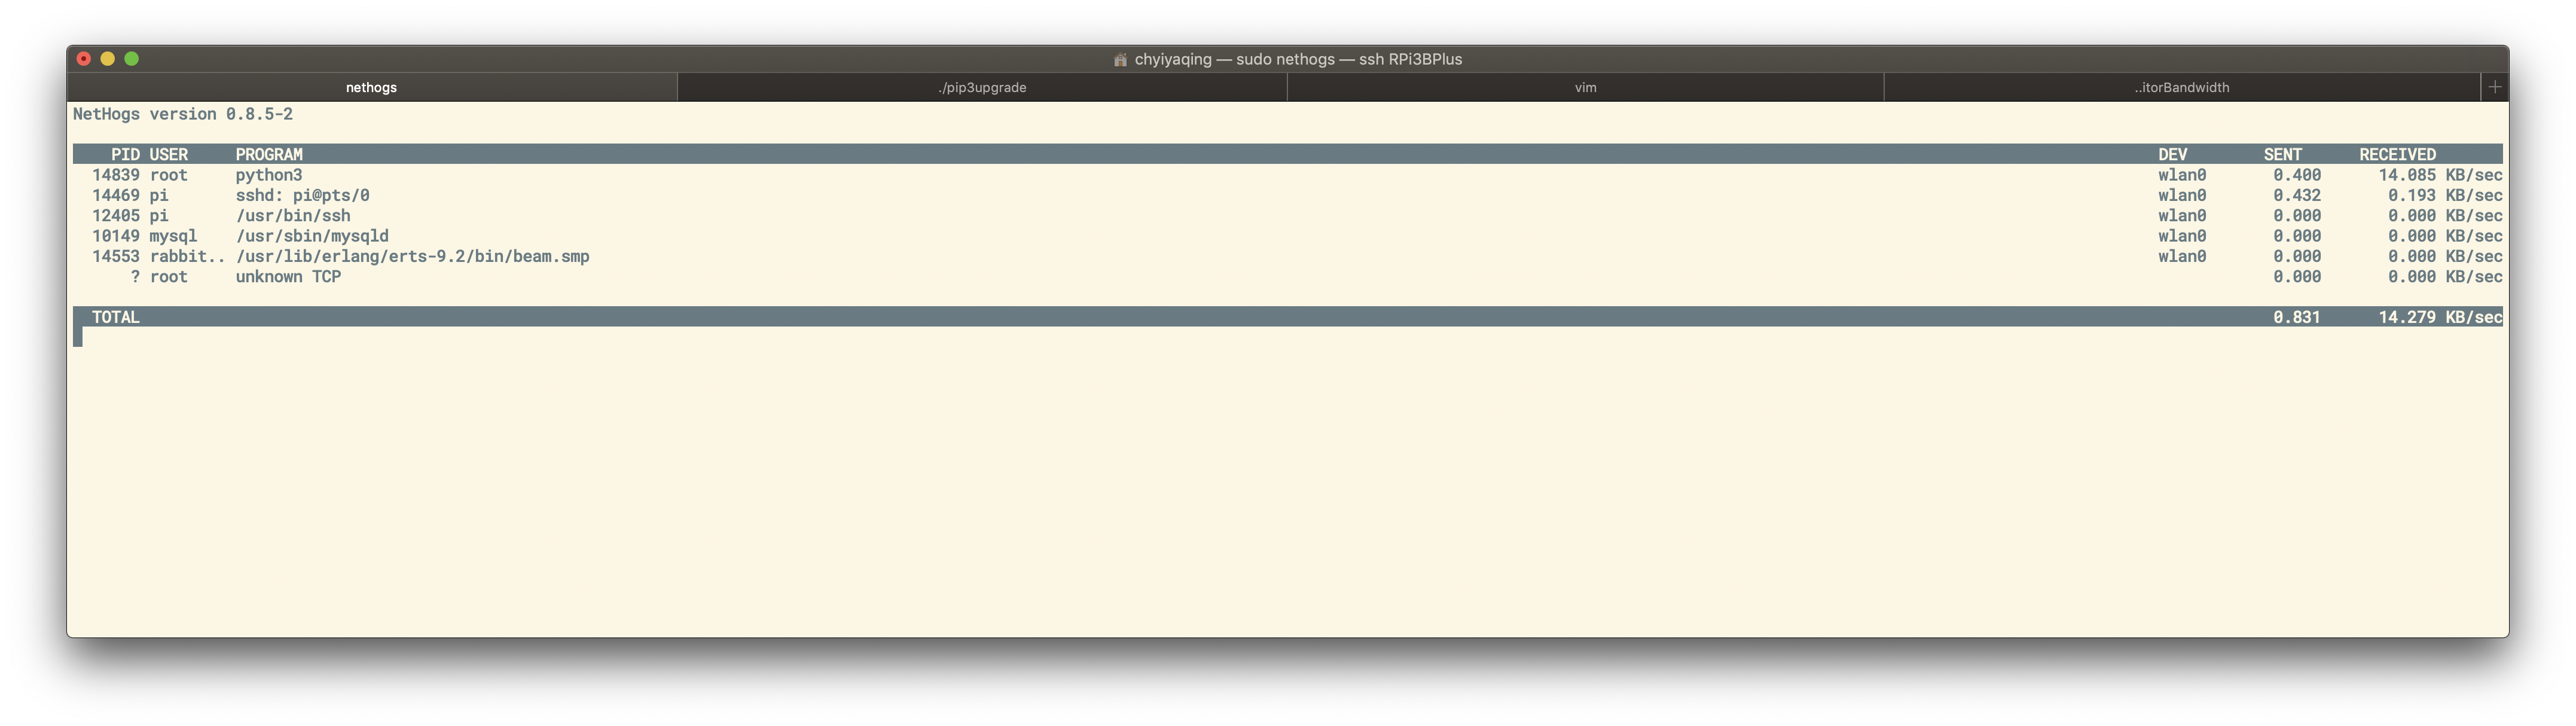 chyiyaqing — sudo nethogs — ssh RPi3BPlus
nethogs ./pip3upgrade vim ..itorBandwidth
NetHogs version 0.8.5-2
PID USER PROGRAM DEV SENT RECEIVED
14839 root python3 wlan0 0.400 14.085 KB/sec
14469 pi sshd: pi@pts/0 wlan0 0.432 0.193 KB/sec
12405 pi /usr/bin/ssh wlan0 0.000 0.000 KB/sec
10149 mysql /usr/sbin/mysqld wlan0 0.000 0.000 KB/sec
14553 rabbit.. /usr/lib/erlang/erts-9.2/bin/beam.smp wlan0 0.000 0.000 KB/sec
? root unknown TCP 0.000 0.000 KB/sec
TOTAL 0.831 14.279 KB/sec